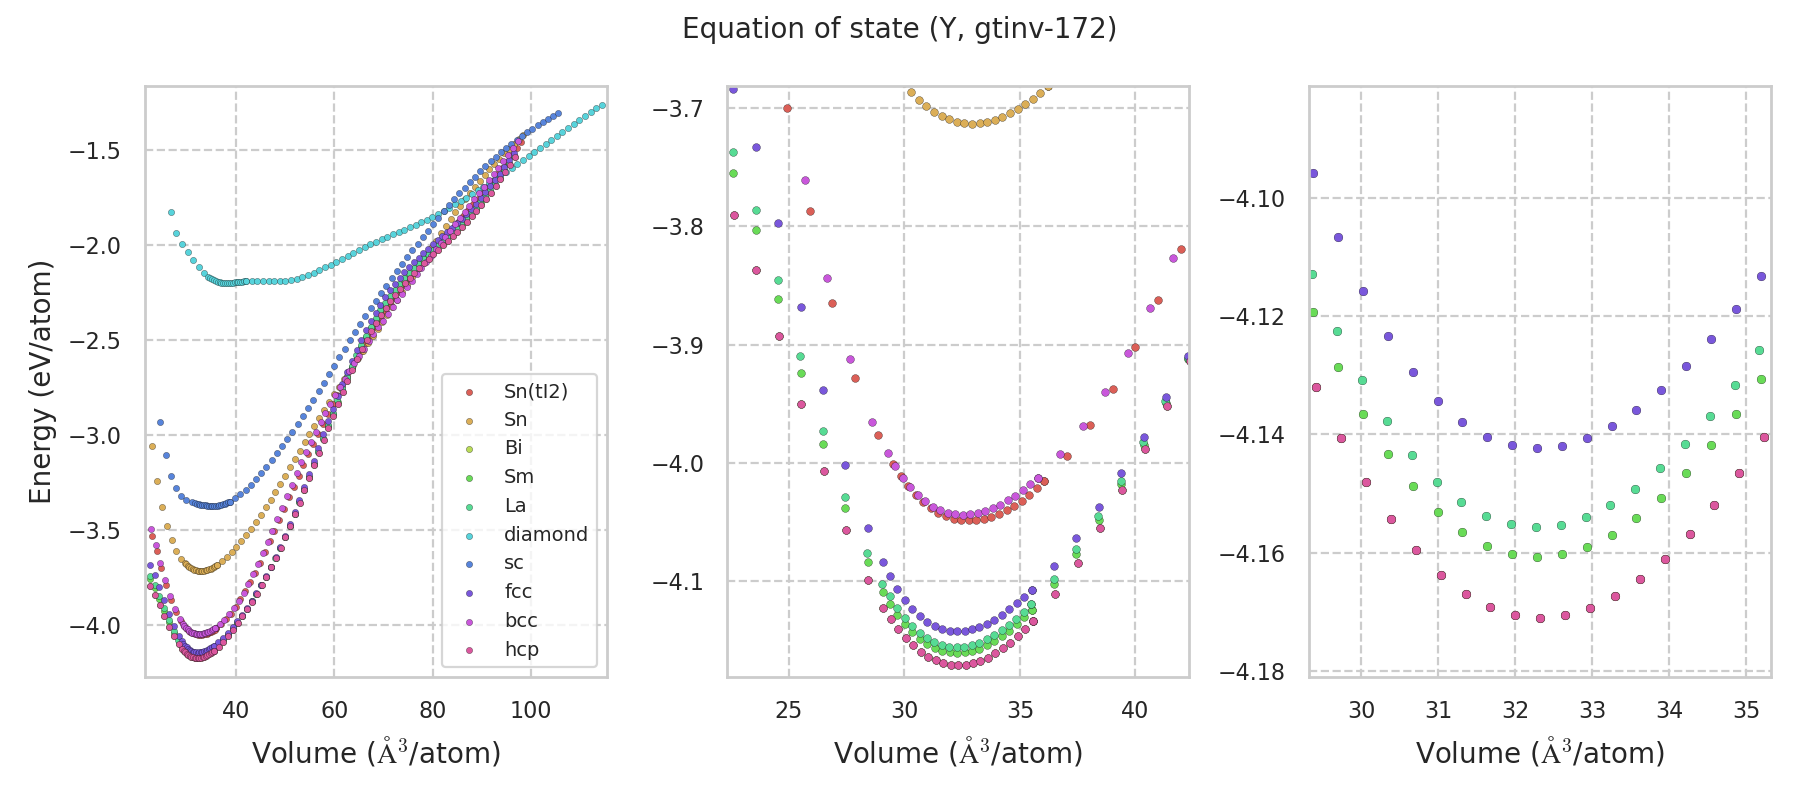 Equation of state (Y, gtinv-172)
Energy (eV/atom)
−1.5
−2.0
−2.5
−3.0
−3.5
−4.0
40
60
80
100
Volume (Å³/atom)
Sn(tI2)
Sn
Bi
Sm
La
diamond
sc
fcc
bcc
hcp
−3.7
−3.8
−3.9
−4.0
−4.1
25
30
35
40
Volume (Å³/atom)
−4.10
−4.12
−4.14
−4.16
−4.18
30
31
32
33
34
35
Volume (Å³/atom)